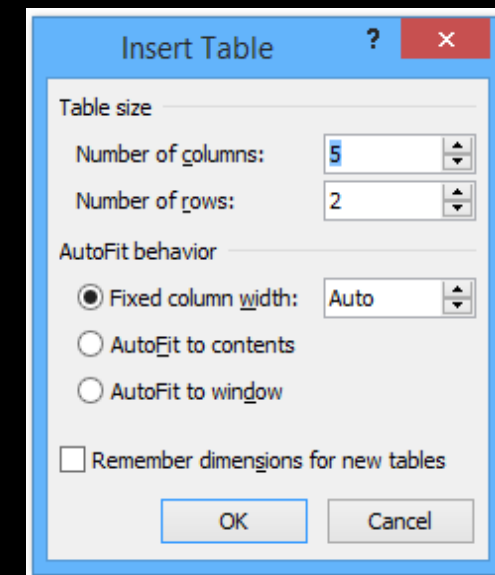 Insert Table ? ×
Table size
Number of columns: 5
Number of rows: 2
AutoFit behavior
Fixed column width: Auto
AutoFit to contents
AutoFit to window
Remember dimensions for new tables
OK Cancel